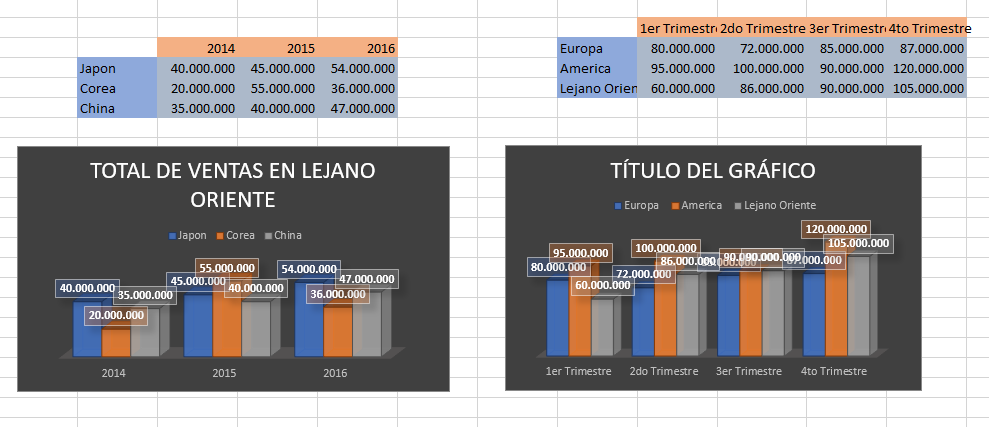 2014 2015 2016
Japon 40.000.000 45.000.000 54.000.000
Corea 20.000.000 55.000.000 36.000.000
China 35.000.000 40.000.000 47.000.000
1er Trimestre 2do Trimestre 3er Trimestre 4to Trimestre
Europa 80.000.000 72.000.000 85.000.000 87.000.000
America 95.000.000 100.000.000 90.000.000 120.000.000
Lejano Orien 60.000.000 86.000.000 90.000.000 105.000.000
TOTAL DE VENTAS EN LEJANO
ORIENTE
Japon Corea China
55.000.000
54.000.000
45.000.000
47.000.000
40.000.000
35.000.000
40.000.000
36.000.000
20.000.000
2014 2015 2016
TÍTULO DEL GRÁFICO
Europa America Lejano Oriente
120.000.000
105.000.000
95.000.000
100.000.000
90.000.000
90.000.000
80.000.000
72.000.000
86.000.000
85.000.000
87.000.000
60.000.000
1er Trimestre 2do Trimestre 3er Trimestre 4to Trimestre